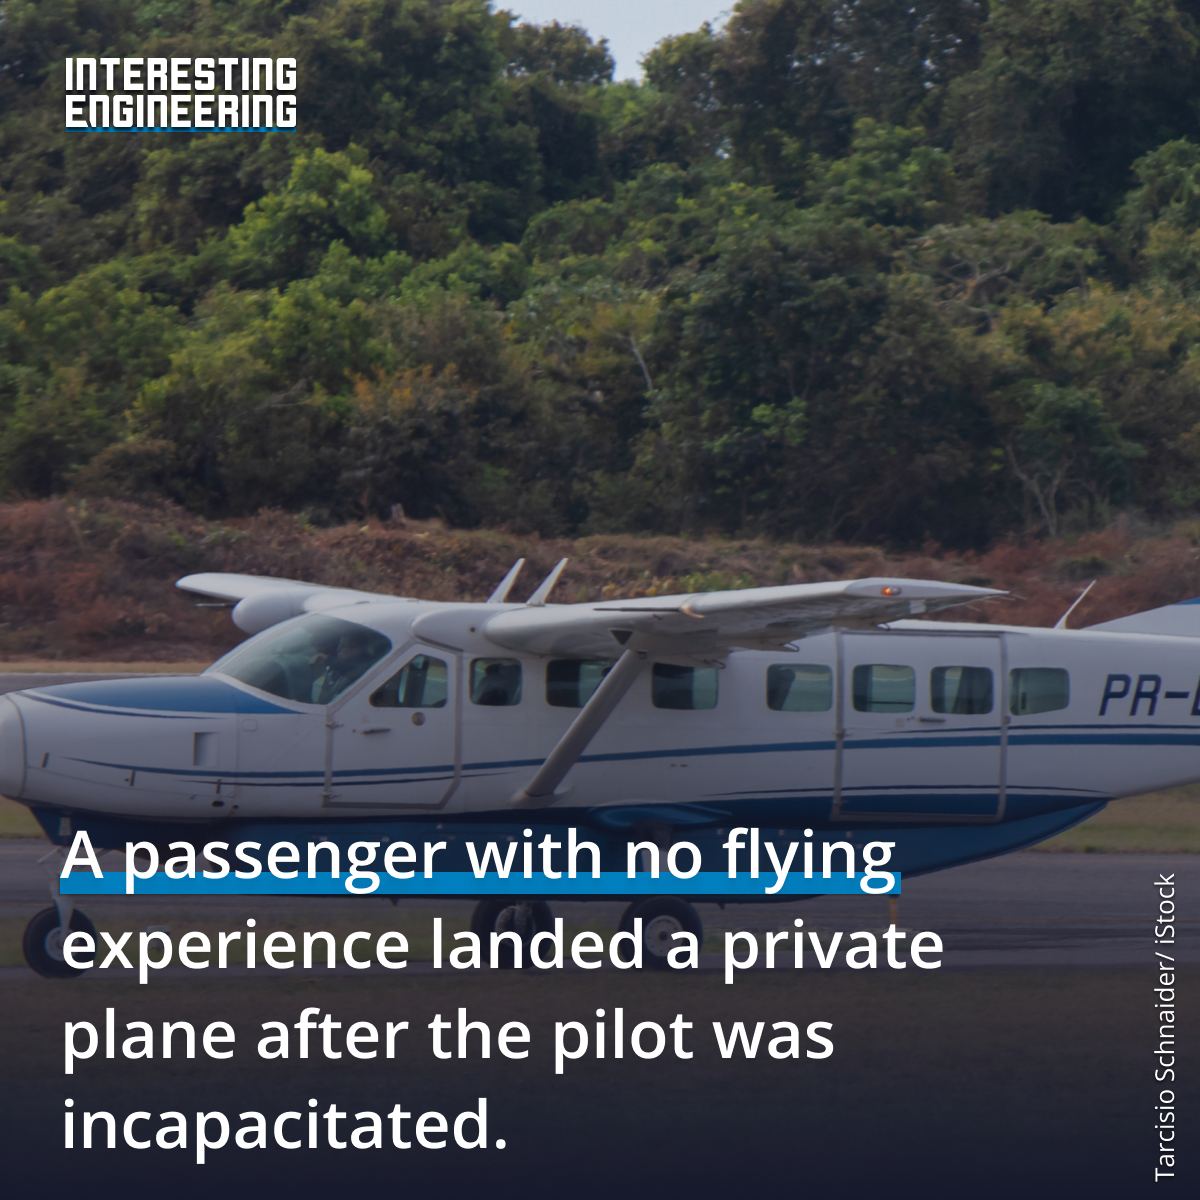 INTERESTING
ENGINEERING
PR-
A passenger with no flying
experience landed a private
plane after the pilot was
incapacitated.
Tarcisio Schnaider/ iStock